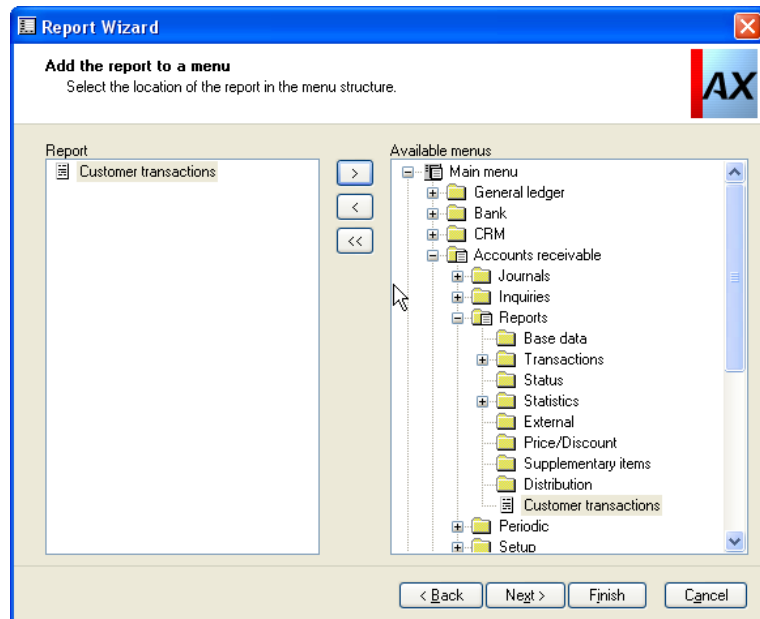 Report Wizard
Add the report to a menu
Select the location of the report in the menu structure.
AX
Report
Customer transactions
>
<
<<
Available menus
Main menu
General ledger
Bank
CRM
Accounts receivable
Journals
Inquiries
Reports
Base data
Transactions
Status
Statistics
External
Price/Discount
Supplementary items
Distribution
Customer transactions
Periodic
Setup
< Back
Next >
Finish
Cancel